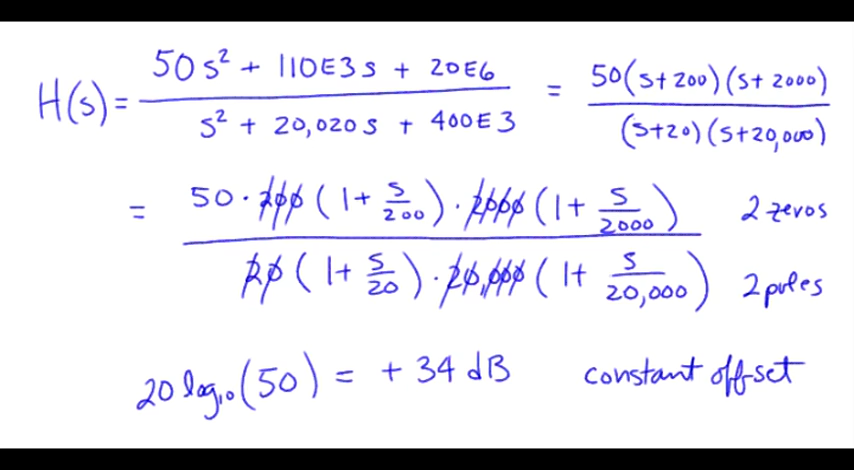 H(s) = (50s² + 110E3s + 20E6) / (s² + 20,020s + 400E3) = 50(s+200)(s+2000) / (s+20)(s+20,000)
= 50·200(1+s/200)·2000(1+s/2000) / 20(1+s/20)·20,000(1+s/20,000) 2 zeros 2 poles
20 log₁₀(50) = +34 dB constant offset